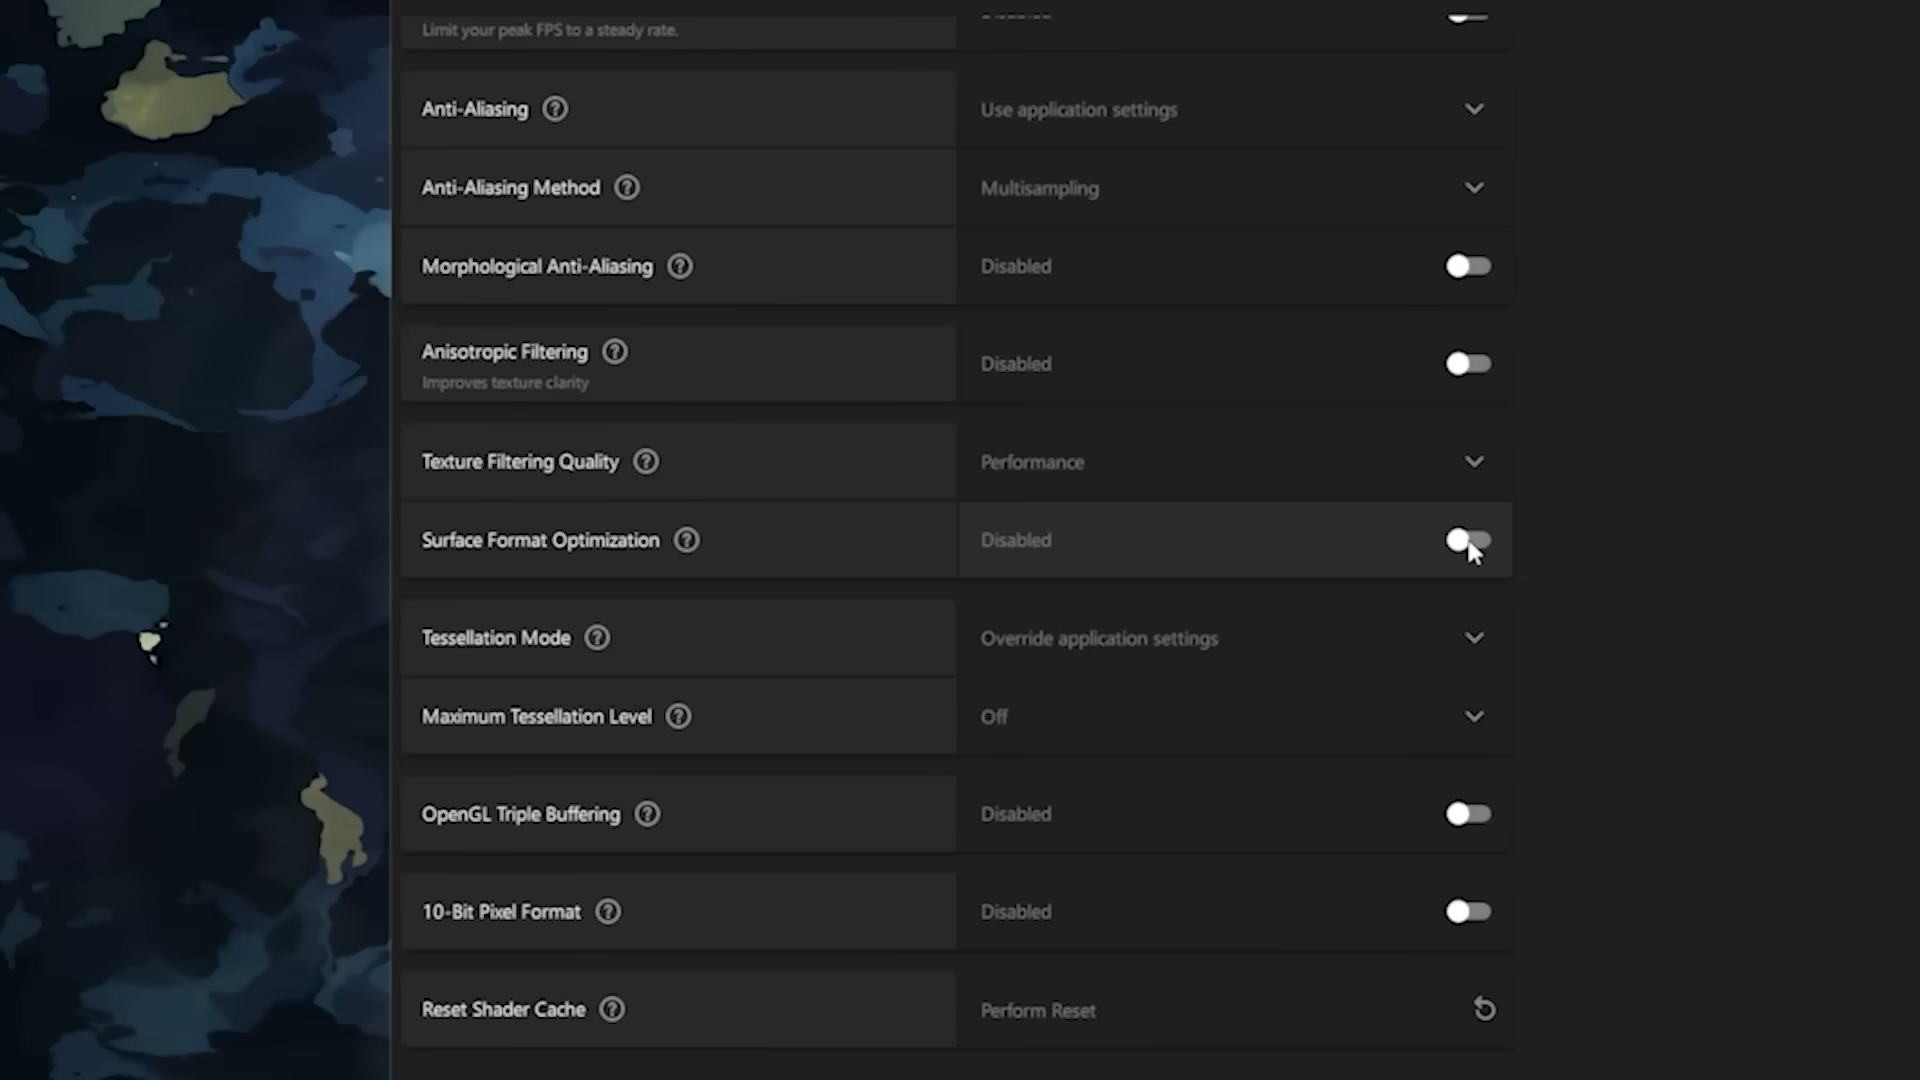 Limit your peak FPS to a steady rate.
Anti-Aliasing
Use application settings
Anti-Aliasing Method
Multisampling
Morphological Anti-Aliasing
Disabled
Anisotropic Filtering
Improves texture clarity
Disabled
Texture Filtering Quality
Performance
Surface Format Optimization
Disabled
Tessellation Mode
Override application settings
Maximum Tessellation Level
Off
OpenGL Triple Buffering
Disabled
10-Bit Pixel Format
Disabled
Reset Shader Cache
Perform Reset